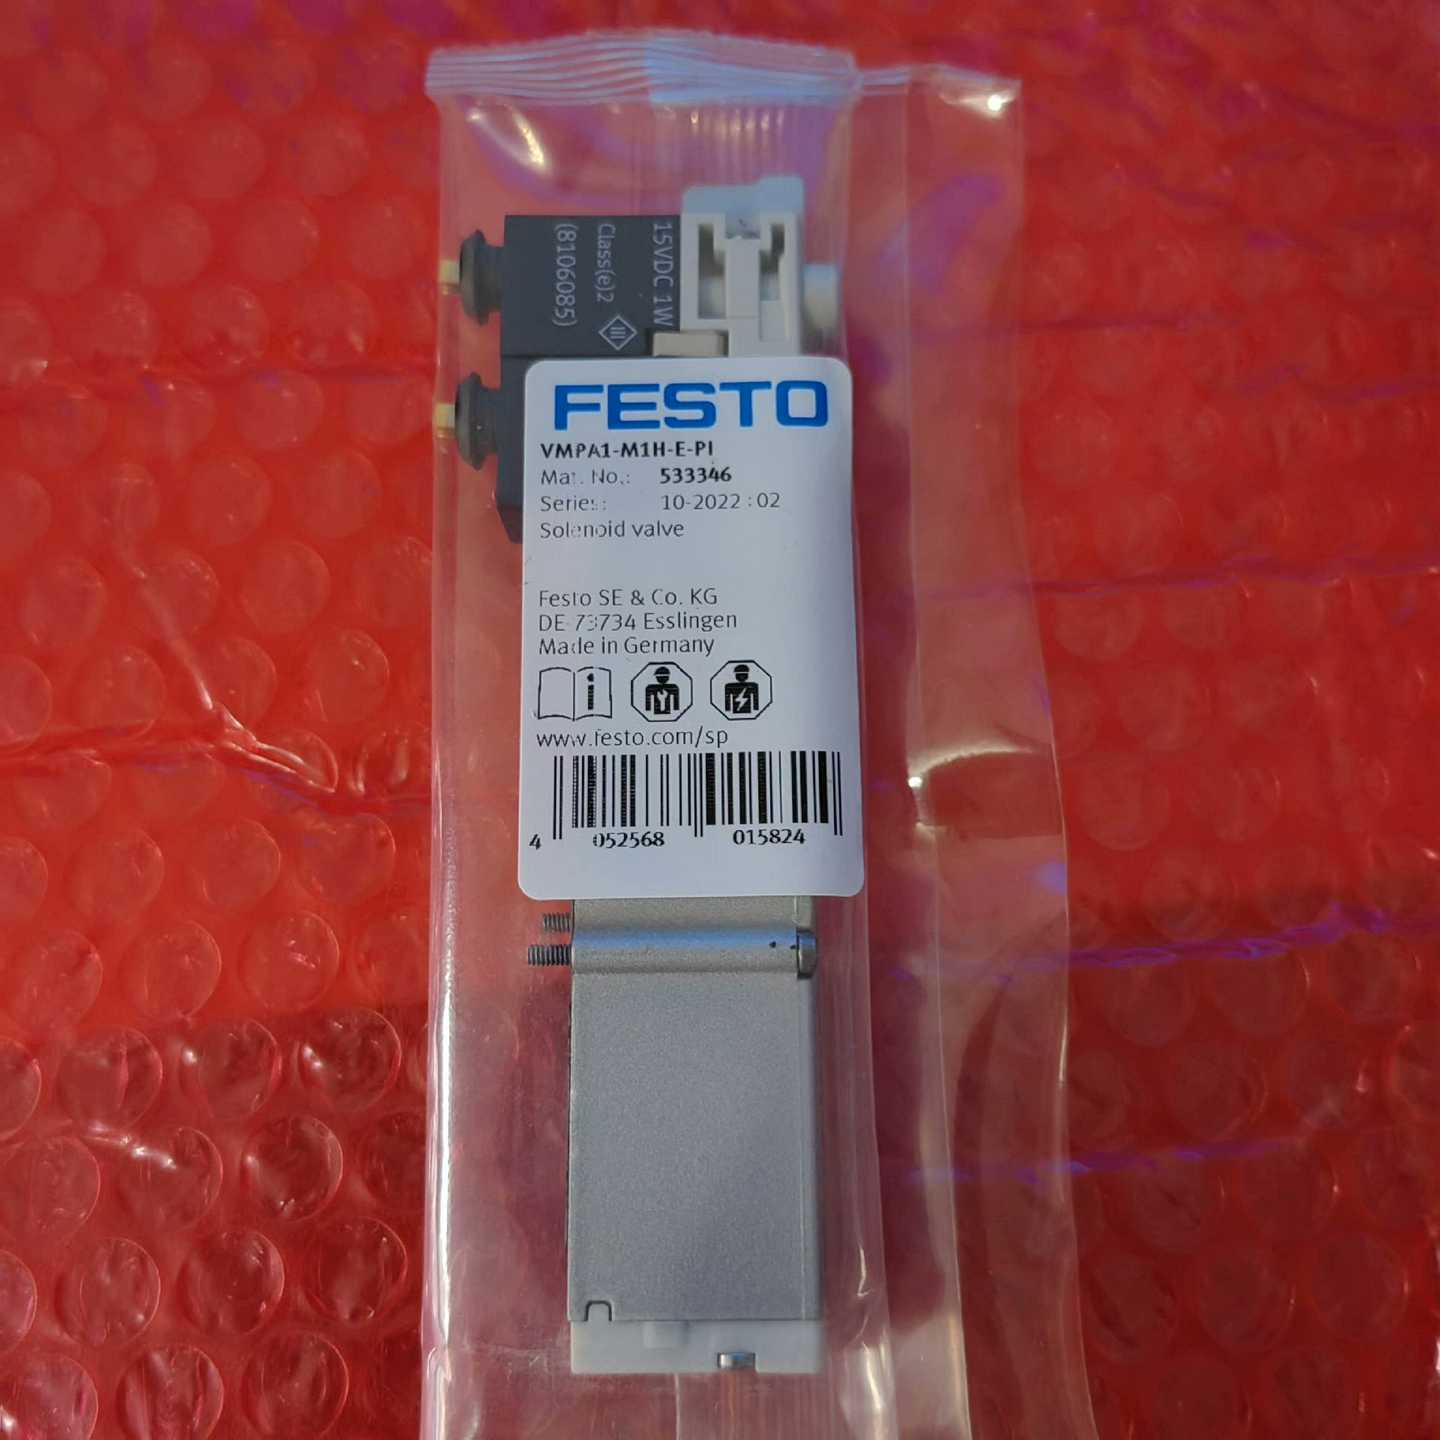 15VDC 1W
Class(e)2
(8106085)
FESTO
VMPA1-M1H-E-PI
Mat. No.: 533346
Series: 10-2022 : 02
Solenoid valve
Festo SE & Co. KG
DE-73734 Esslingen
Made in Germany
www.festo.com/sp
4 052568 015824